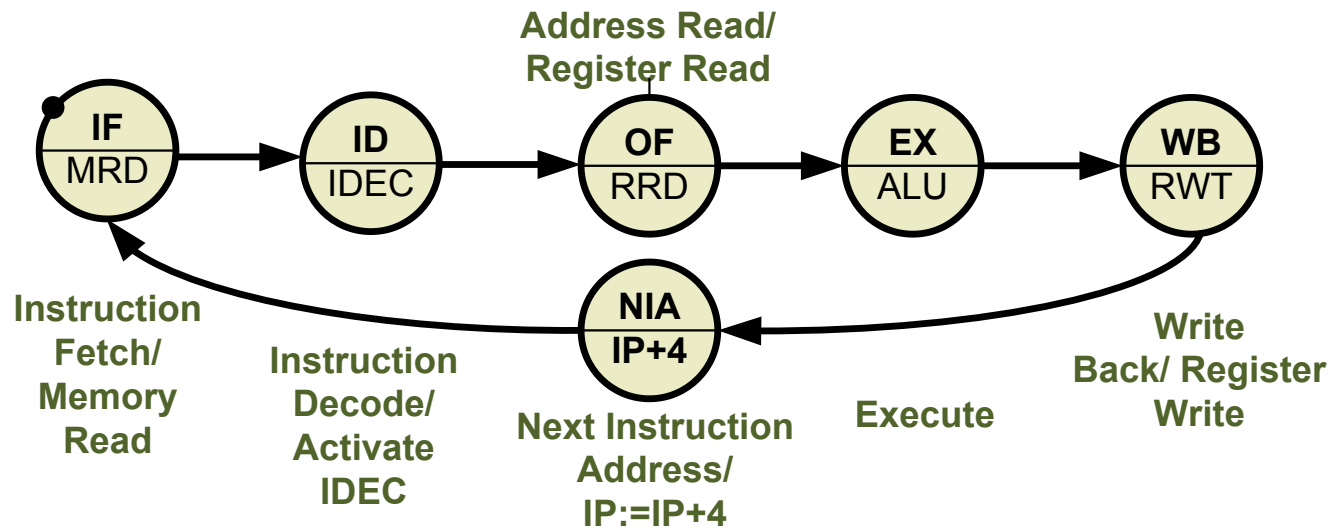 Address Read/
Register Read
IF
MRD
ID
IDEC
OF
RRD
EX
ALU
WB
RWT
NIA
IP+4
Instruction
Fetch/
Memory
Read
Instruction
Decode/
Activate
IDEC
Next Instruction
Address/
IP:=IP+4
Execute
Write
Back/ Register
Write